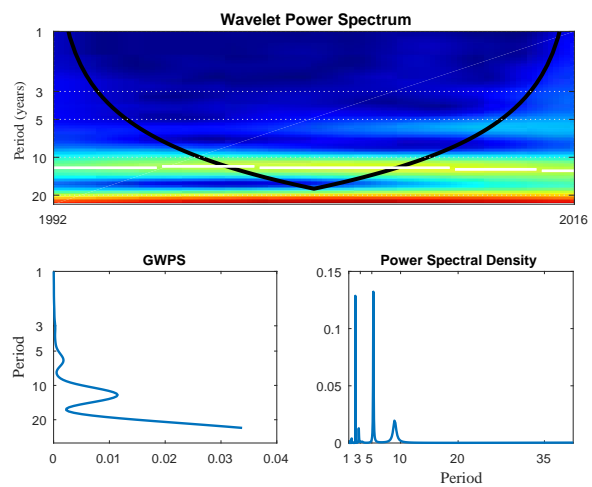 Wavelet Power Spectrum
Period (years)
1
3
5
10
20
1992 2016
GWPS
Period
1
3
5
10
20
0 0.01 0.02 0.03 0.04
Power Spectral Density
0.15
0.1
0.05
0
1 3 5 10 20 35
Period